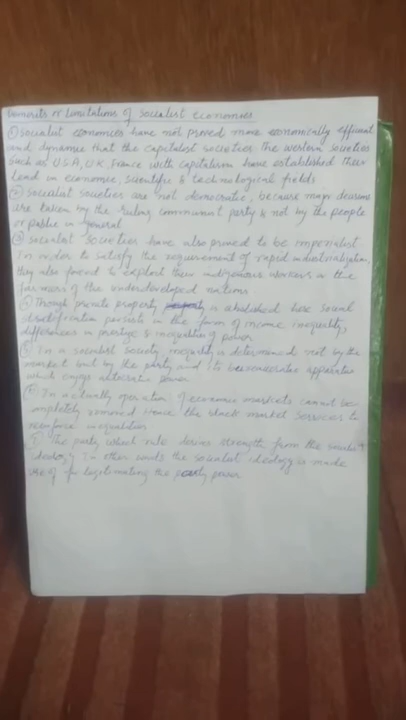 Demerits or Limitations of Socialist economies
① Socialist economies have not proved more economically efficient
and dynamic that the capitalist societies the western societies
such as U.S.A, U.K, France with capitalism have established their
lead in economic, scientific & technological fields
② Socialist societies are not democratic, because major decisions
are taken by the ruling communist party & not by the people
or public in general
③ Socialist Societies have also proved to be imperialist
In order to satisfy the requirement of rapid industrialization,
they also forced to exploit their indigenous workers in the
farmers of the underdeveloped nations
④ Though private property is abolished here social
stratification persists in the form of income inequality,
differences in prestige & inequalities of power
⑤ In a socialist society inequality is determined not by the
market but by the party and its bureaucratic apparatus
which enjoys autocratic power
⑥ In actuality operation of economic markets cannot be
completely removed Hence the black market services to
reinforce inequalities
The party which rule derives strength from the
ideology In other words the socialist ideology is made
use of for legitimating the party power